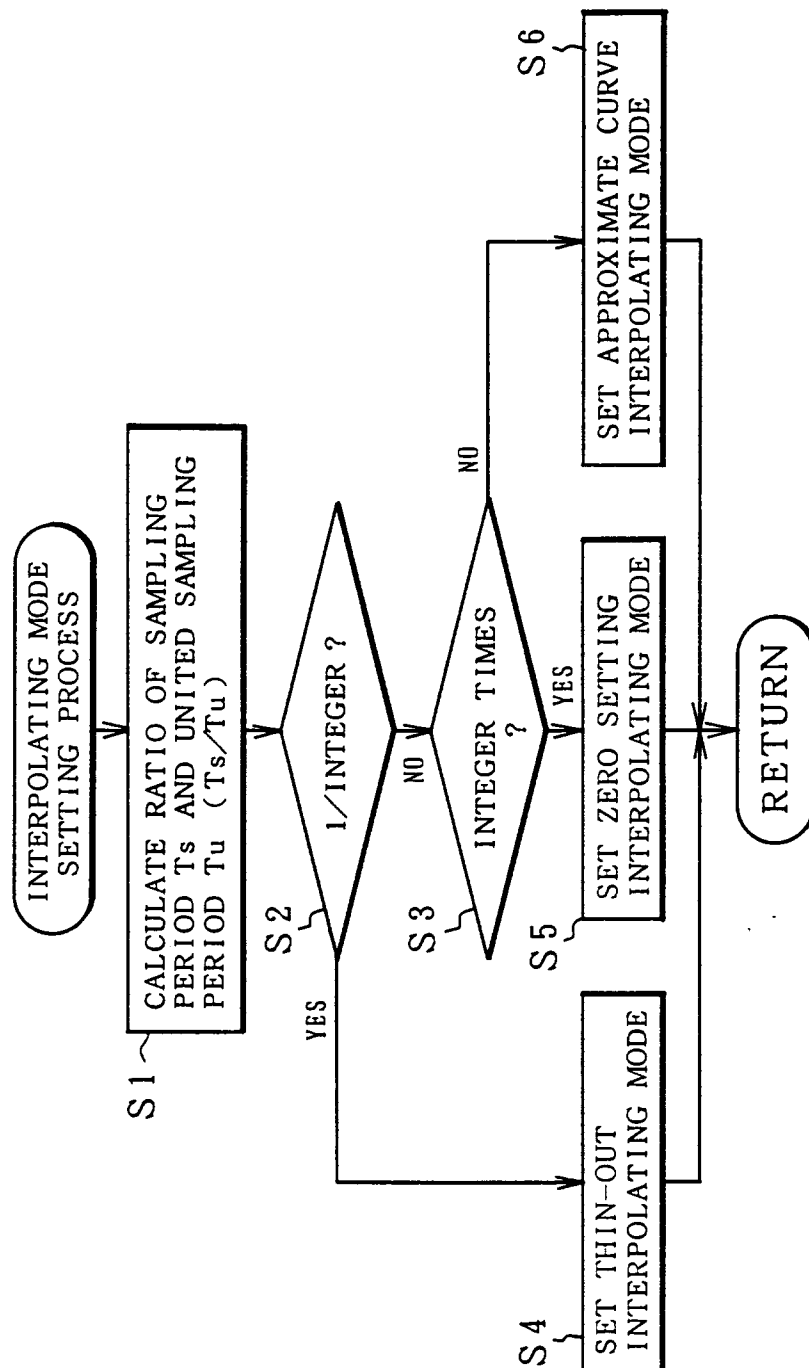 INTERPOLATING MODE
SETTING PROCESS
S1
CALCULATE RATIO OF SAMPLING
PERIOD Ts AND UNITED SAMPLING
PERIOD Tu (Ts/Tu)
S2
1/INTEGER ?
YES
NO
S3
INTEGER TIMES
?
NO
YES
S4
SET THIN-OUT
INTERPOLATING MODE
S5
SET ZERO SETTING
INTERPOLATING MODE
S6
SET APPROXIMATE CURVE
INTERPOLATING MODE
RETURN